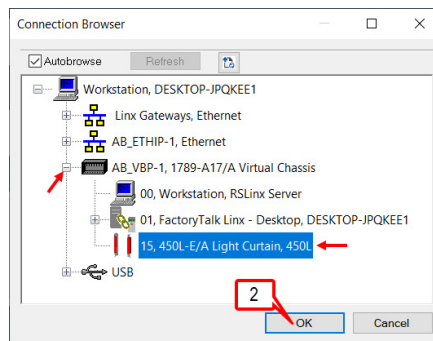 Connection Browser
Autobrowse
Refresh
Workstation, DESKTOP-JPQKEE1
Linx Gateways, Ethernet
AB_ETHIP-1, Ethernet
AB_VBP-1, 1789-A17/A Virtual Chassis
00, Workstation, RSLinx Server
01, FactoryTalk Linx - Desktop, DESKTOP-JPQKEE1
15, 450L-E/A Light Curtain, 450L
USB
2
OK
Cancel